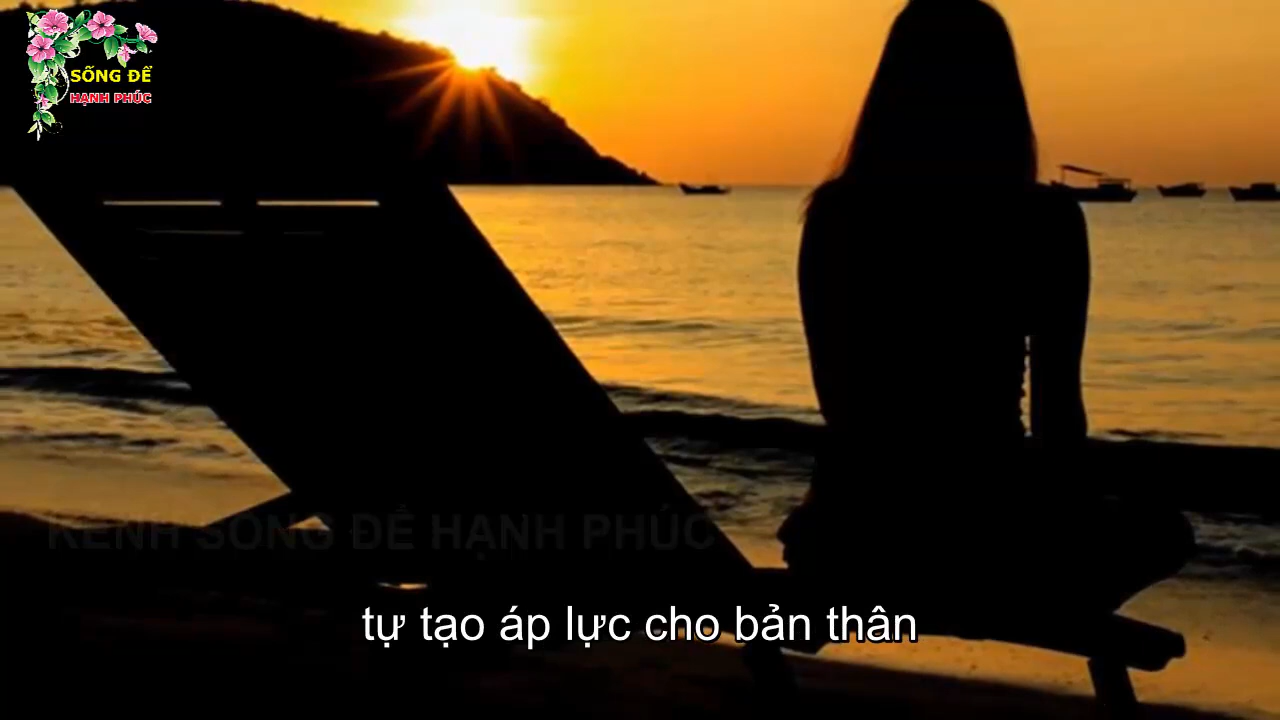 SỐNG ĐỂ
HẠNH PHÚC
KÊNH SỐNG ĐỂ HẠNH PHÚC
tự tạo áp lực cho bản thân